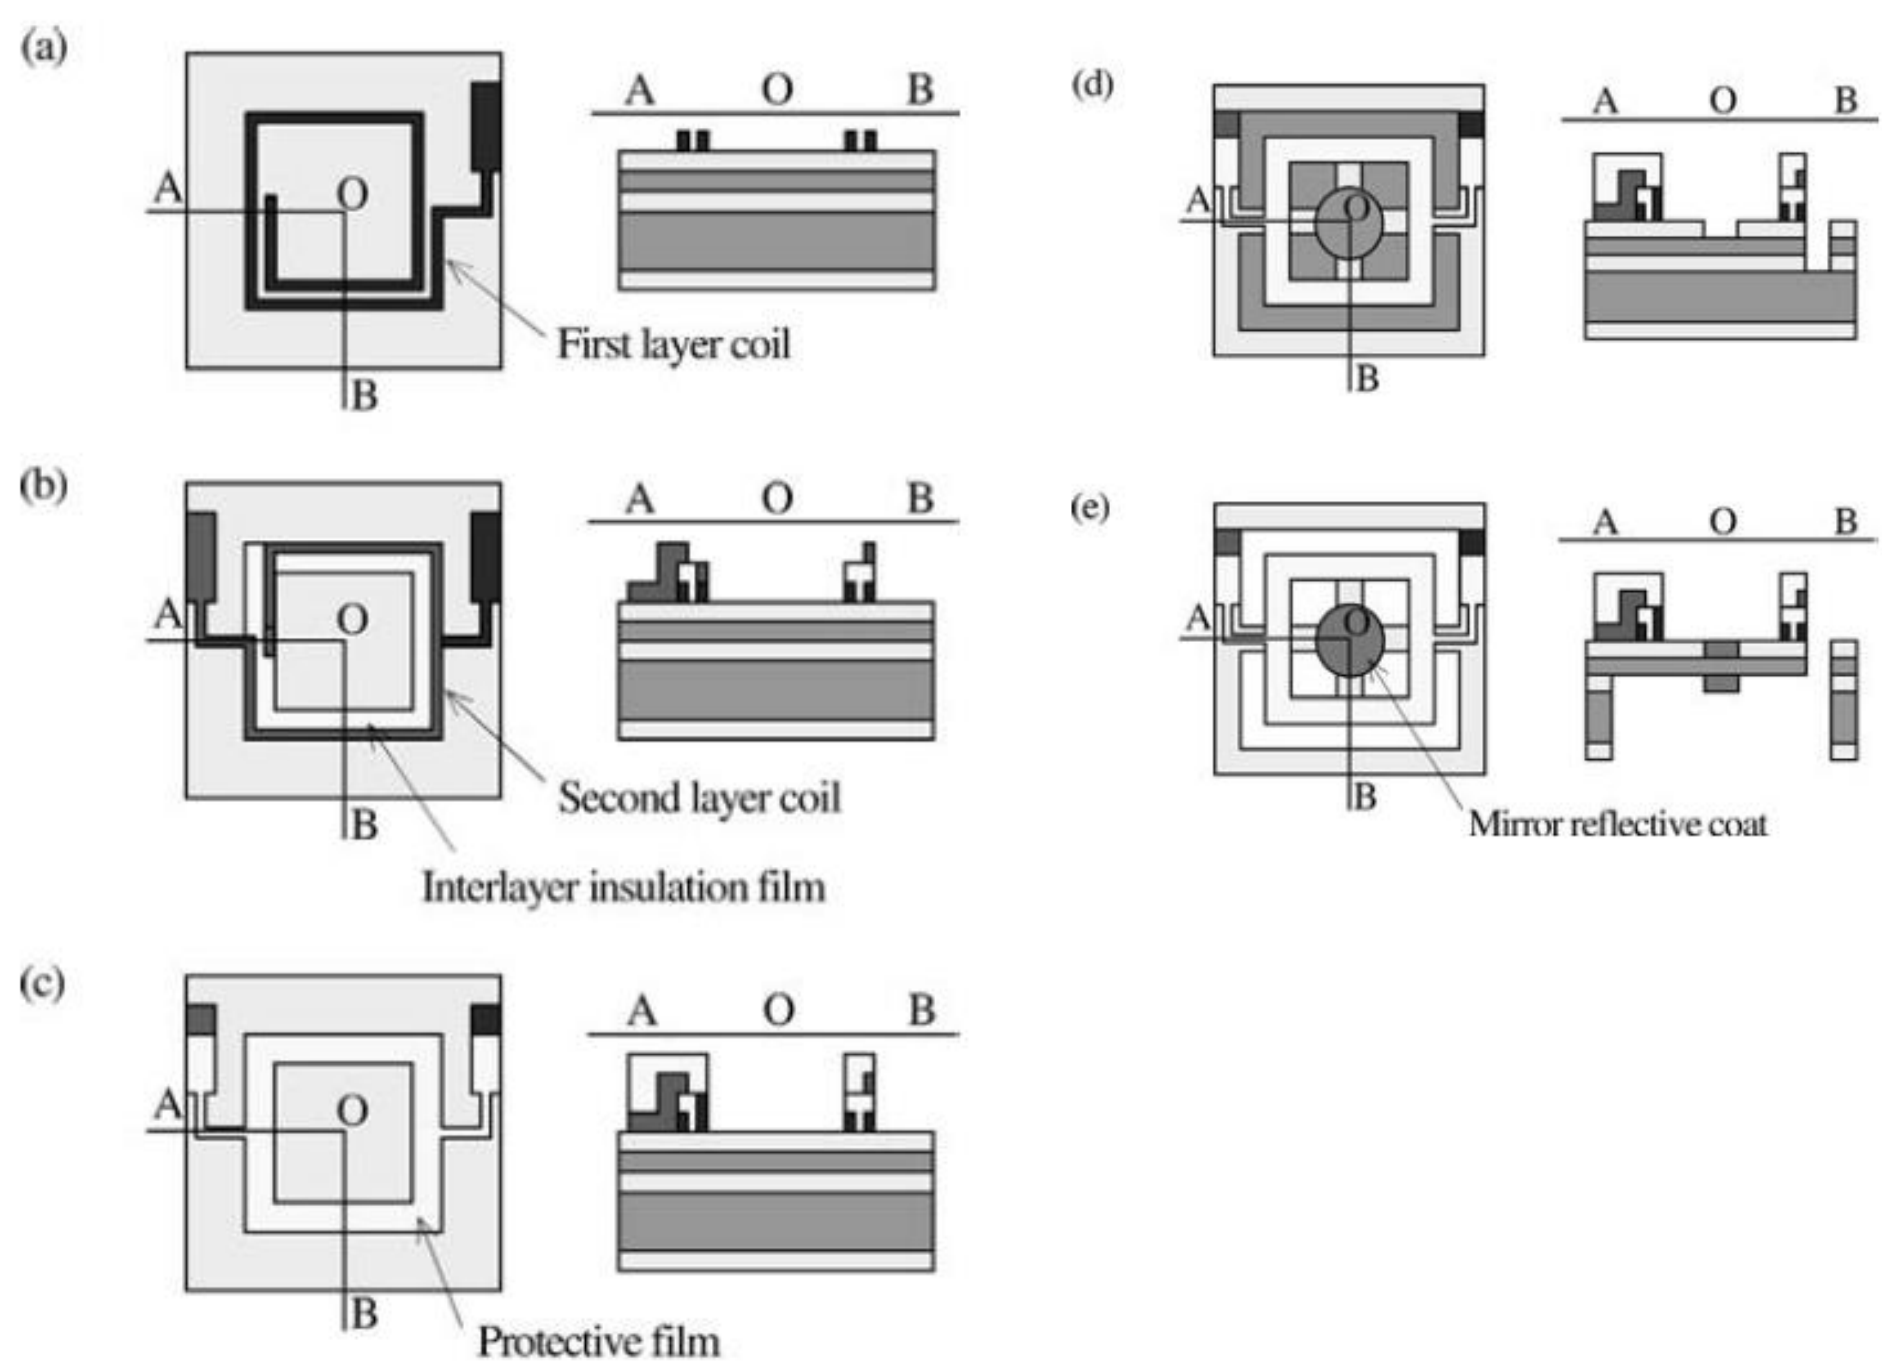 (a)
A O B
A
O
First layer coil
B
(b)
A O B
A
O
B
Second layer coil
Interlayer insulation film
(c)
A O B
A
O
B
Protective film
(d)
A O B
A
O
B
(e)
A O B
A
O
B
Mirror reflective coat